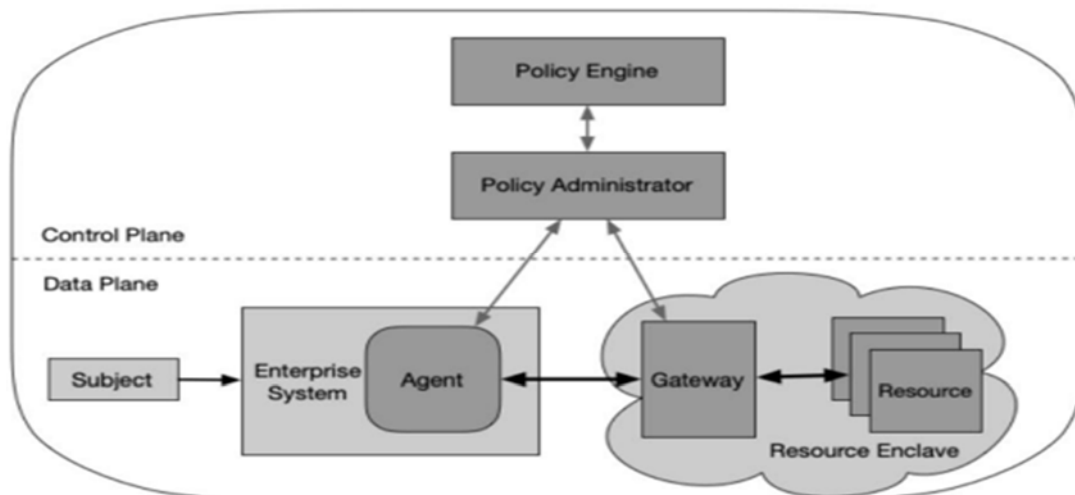 Policy Engine
Policy Administrator
Control Plane
Data Plane
Subject
Enterprise
System
Agent
Gateway
Resource
Resource Enclave